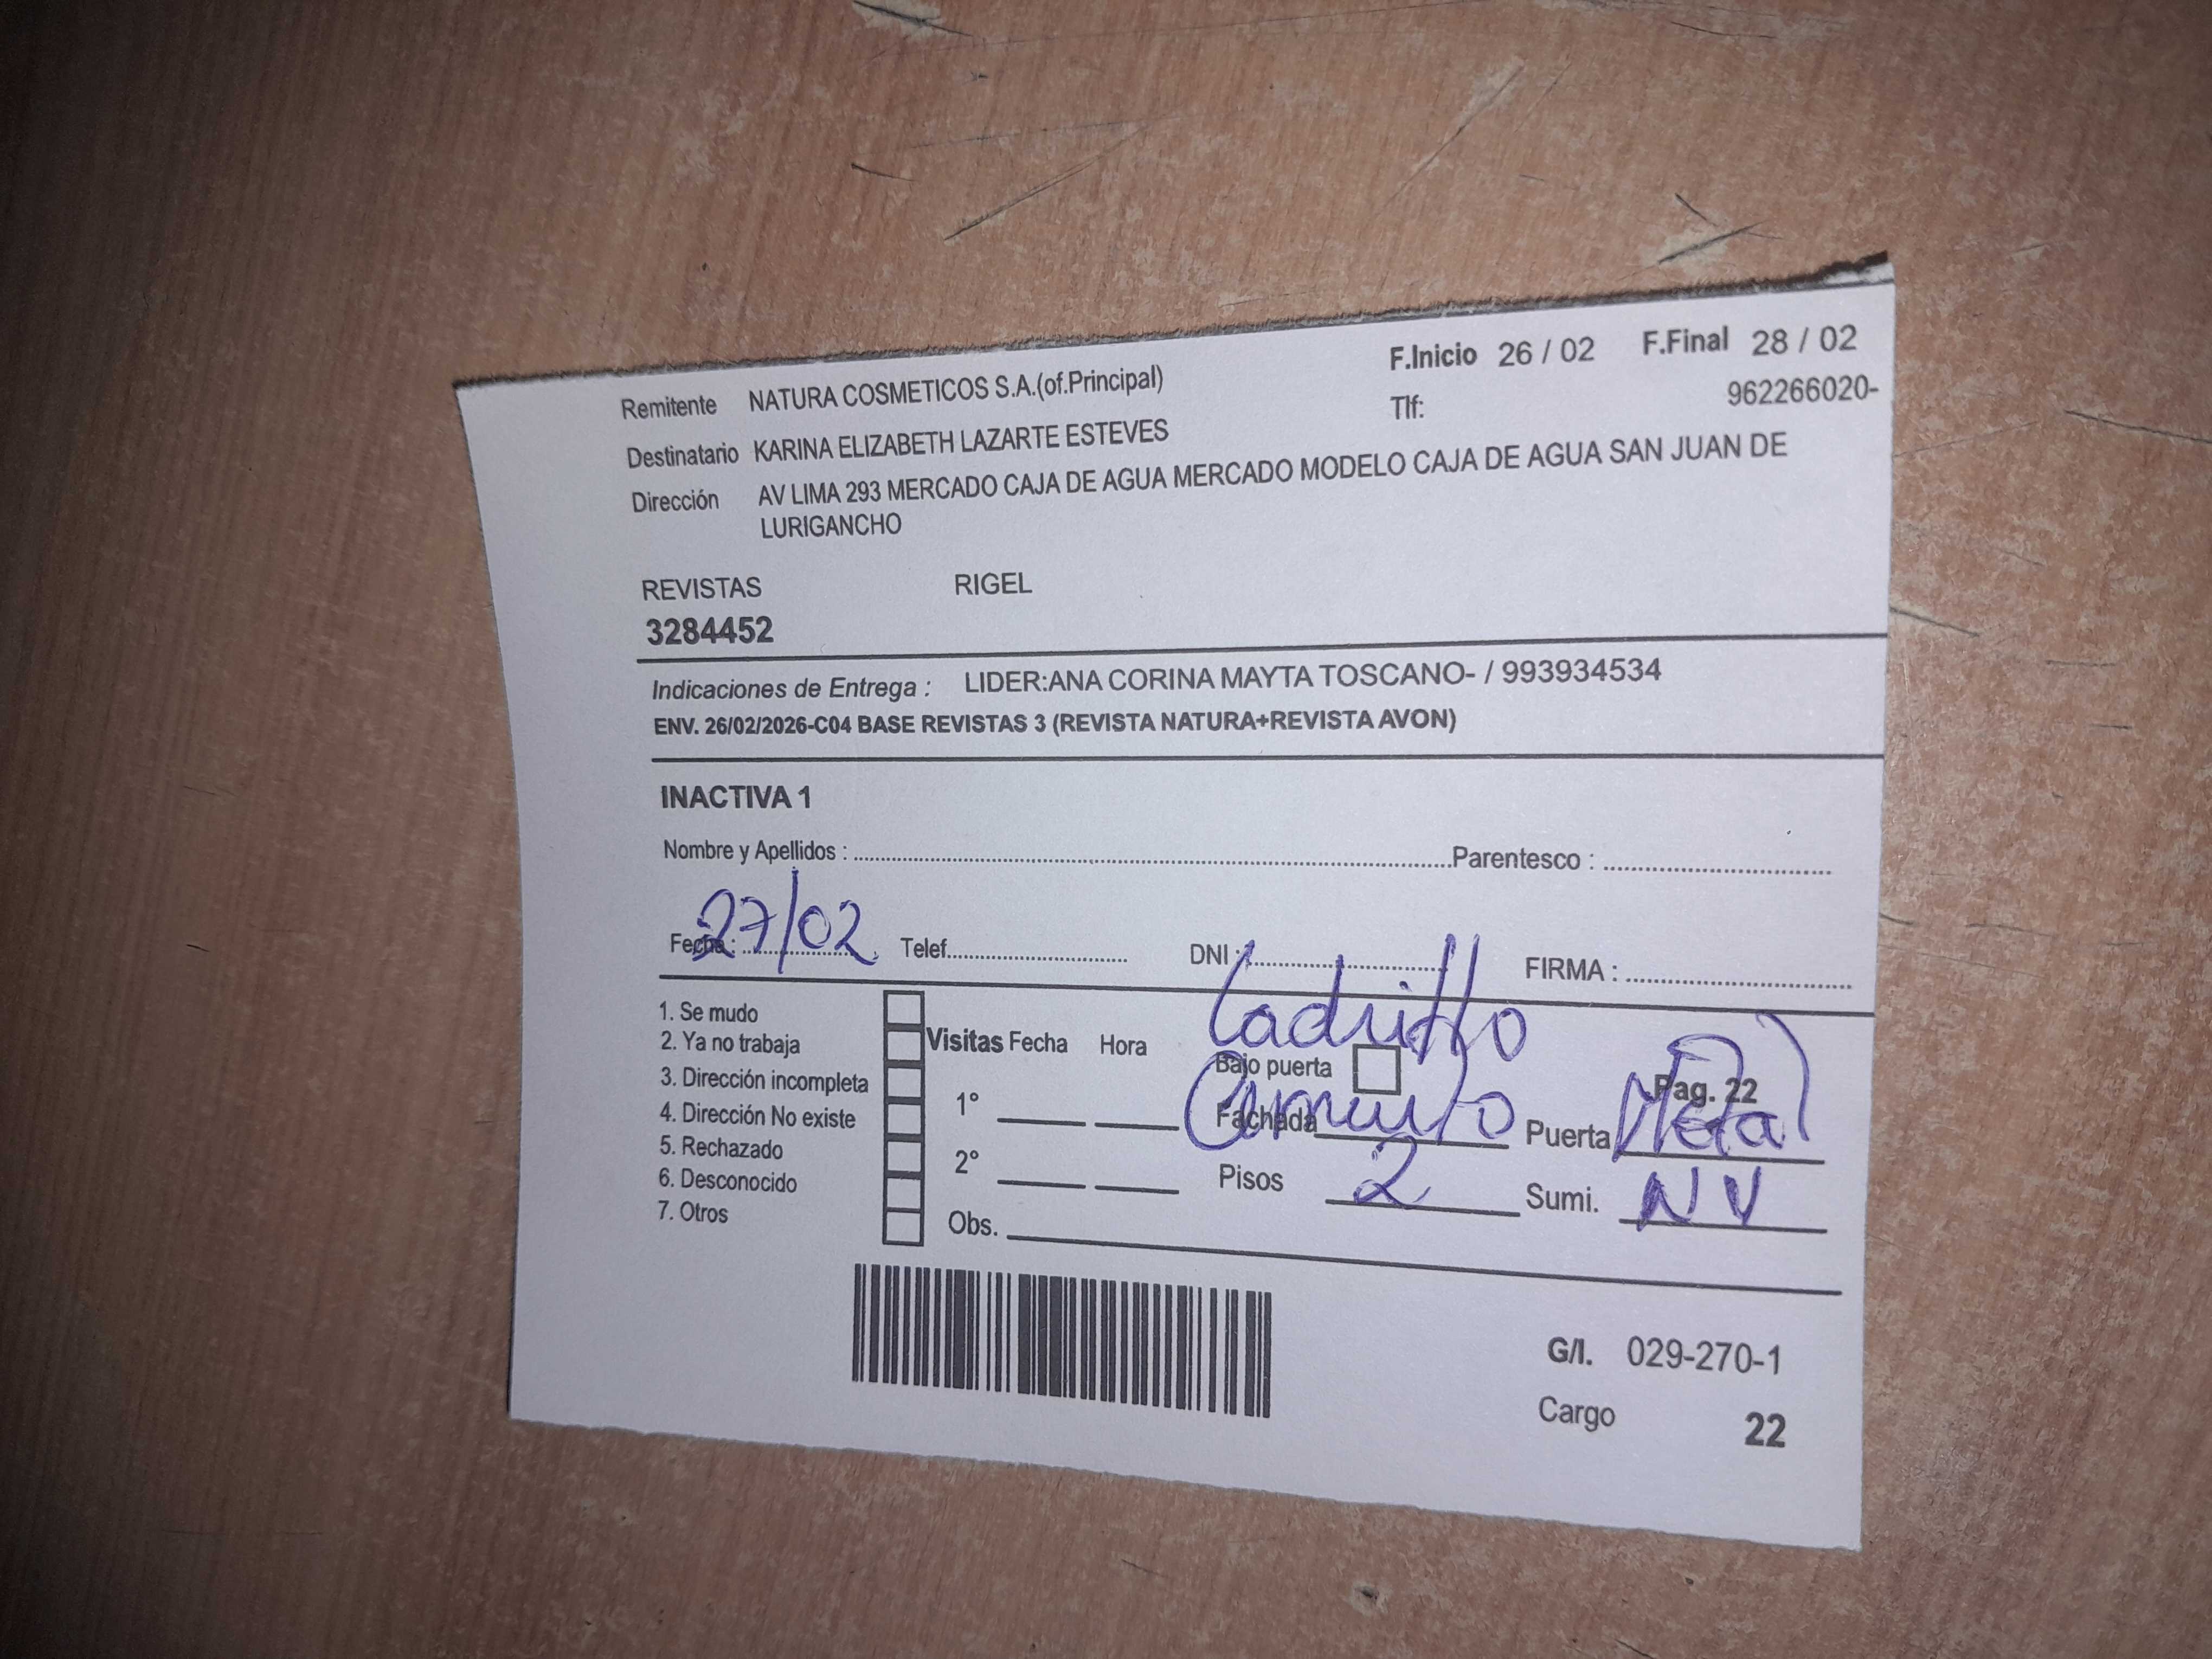 F.Inicio 26 / 02 F.Final 28 / 02
Remitente NATURA COSMETICOS S.A.(of.Principal) Tlf: 962266020-
Destinatario KARINA ELIZABETH LAZARTE ESTEVES
Dirección AV LIMA 293 MERCADO CAJA DE AGUA MERCADO MODELO CAJA DE AGUA SAN JUAN DE
LURIGANCHO
REVISTAS RIGEL
3284452
Indicaciones de Entrega : LIDER:ANA CORINA MAYTA TOSCANO- / 993934534
ENV. 26/02/2026-C04 BASE REVISTAS 3 (REVISTA NATURA+REVISTA AVON)
INACTIVA 1
Nombre y Apellidos : Parentesco :
Fecha : 27/02 Telef. DNI : FIRMA :
Ladrillo
1. Se mudo
2. Ya no trabaja
3. Dirección incompleta
4. Dirección No existe
5. Rechazado
6. Desconocido
7. Otros
Visitas Fecha Hora
1°
2°
Obs.
Bajo puerta Pag. 22
Fachada Cemento Puerta Metal
Pisos 2 Sumi. NV
G/I. 029-270-1
Cargo 22